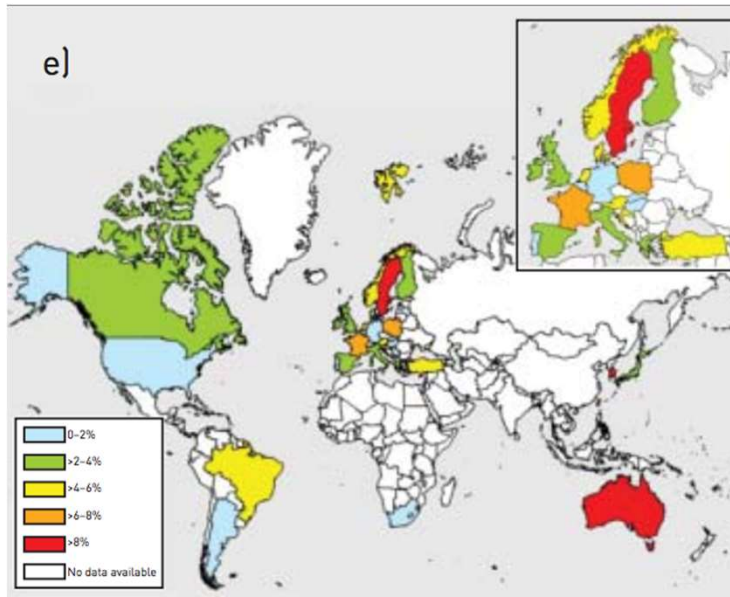 e)
0–2%
>2–4%
>4–6%
>6–8%
>8%
No data available